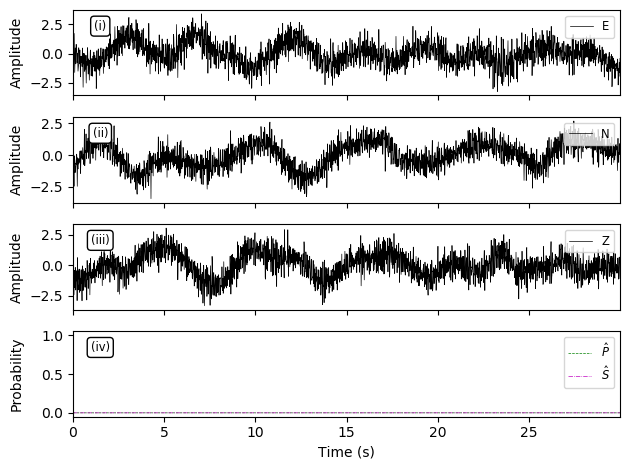 (i)
E
Amplitude
2.5
0.0
−2.5
(ii)
N
Amplitude
2.5
0.0
−2.5
(iii)
Z
Amplitude
2.5
0.0
−2.5
(iv)
P̂
Ŝ
Probability
1.0
0.5
0.0
0 5 10 15 20 25
Time (s)